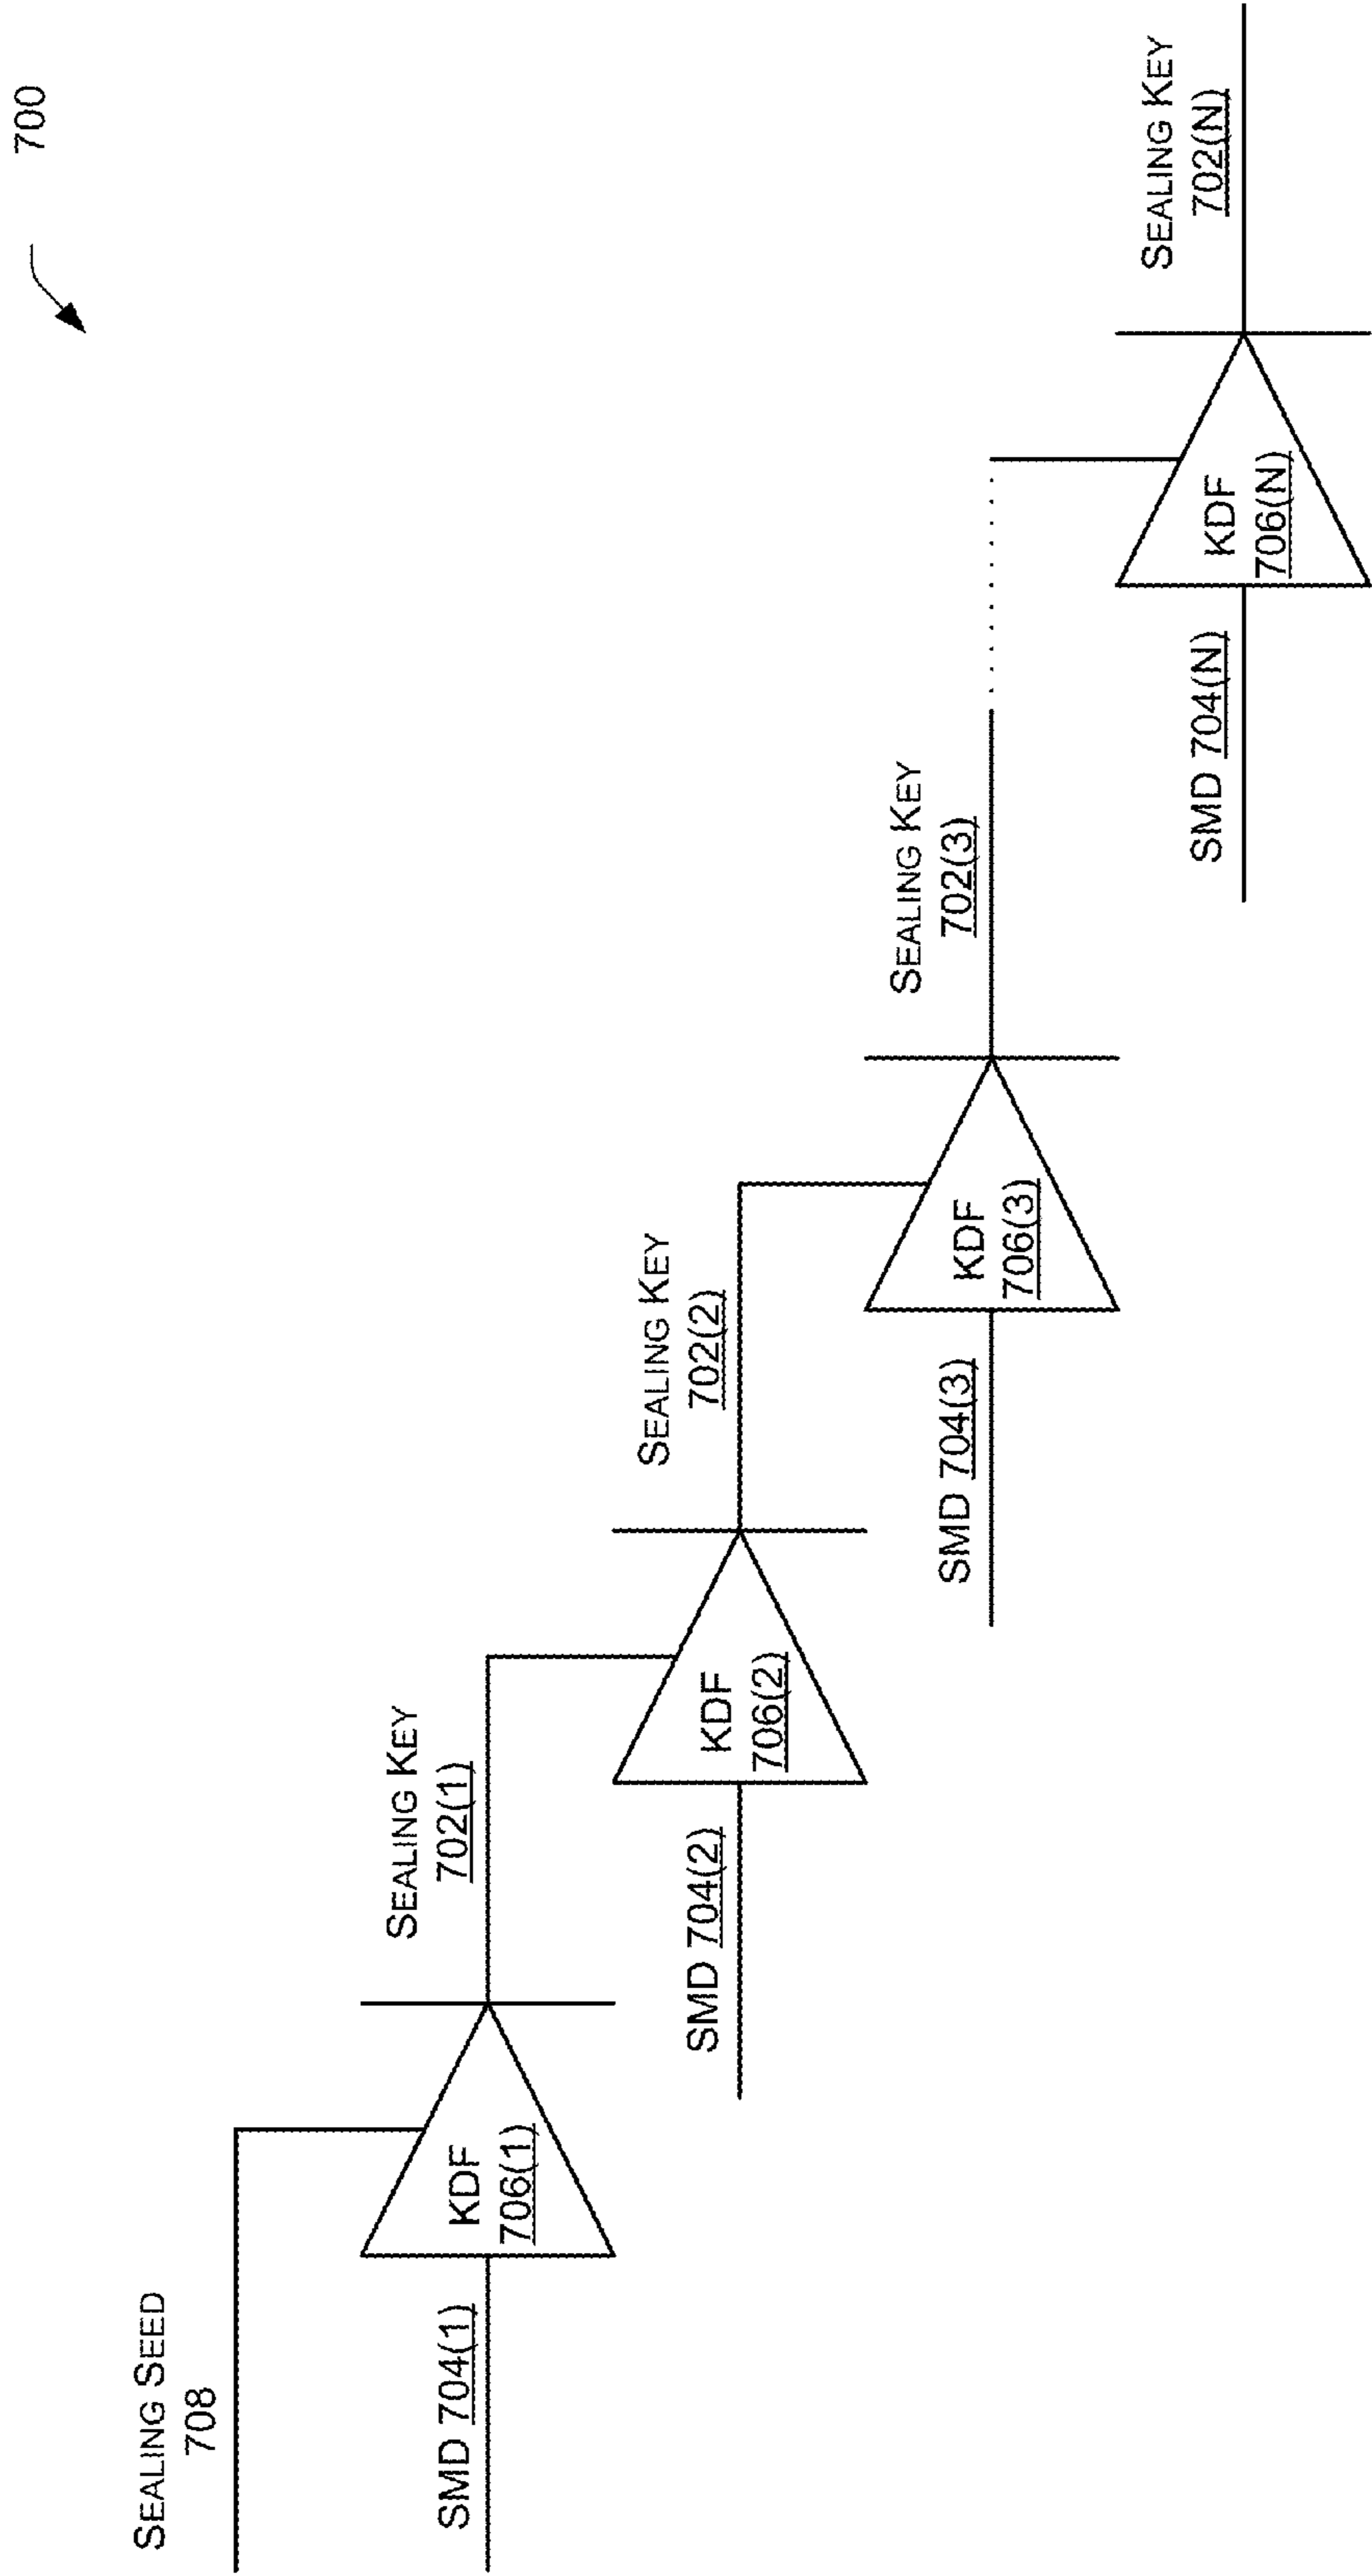 700
SEALING SEED
708
SMD 704(1)
KDF
706(1)
SEALING KEY
702(1)
SMD 704(2)
KDF
706(2)
SEALING KEY
702(2)
SMD 704(3)
KDF
706(3)
SEALING KEY
702(3)
SMD 704(N)
KDF
706(N)
SEALING KEY
702(N)